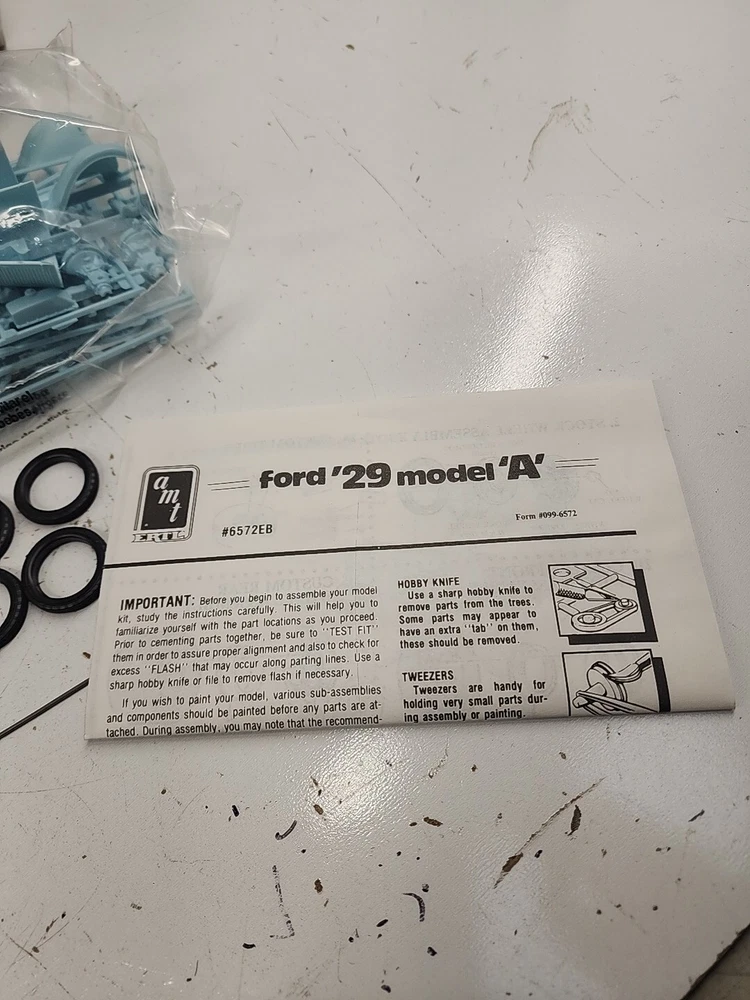 amt
ERTL
ford '29 model 'A'
#6572EB
Form #099-6572
IMPORTANT: Before you begin to assemble your model
kit, study the instructions carefully. This will help you to
familiarize yourself with the part locations as you proceed.
Prior to cementing parts together, be sure to "TEST FIT"
them in order to assure proper alignment and also to check for
excess "FLASH" that may occur along parting lines. Use a
sharp hobby knife or file to remove flash if necessary.
If you wish to paint your model, various sub-assemblies
and components should be painted before any parts are at-
tached. During assembly, you may note that the recommend-
HOBBY KNIFE
Use a sharp hobby knife to
remove parts from the trees.
Some parts may appear to
have an extra "tab" on them,
these should be removed.
TWEEZERS
Tweezers are handy for
holding very small parts dur-
ing assembly or painting.